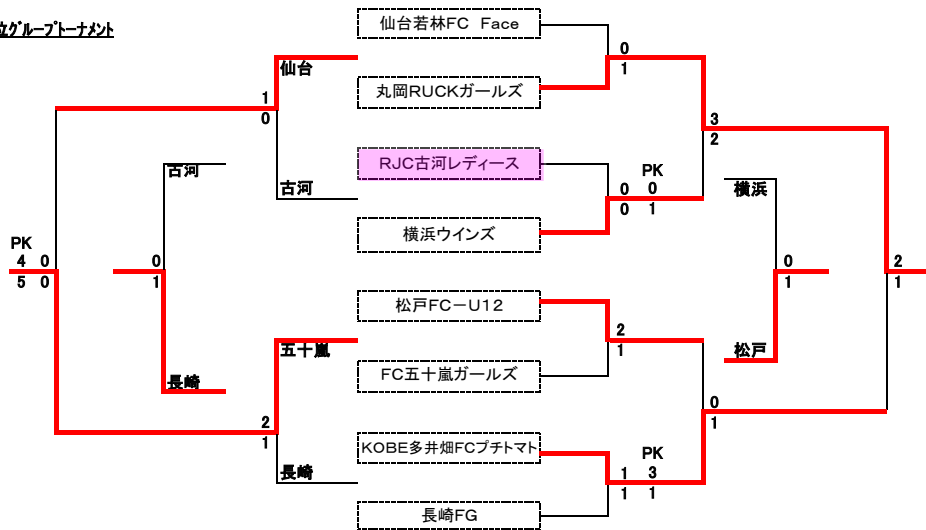 位グループトーナメント
仙台若林FC Face
0
1
仙台
丸岡RUCKガールズ
1
0
3
2
RJC古河レディース
古河
古河
PK
0 0
0 1
横浜
横浜ウインズ
PK
4 0
5 0
0
1
0
1
2
1
松戸FC－U12
2
1
五十嵐
松戸
FC五十嵐ガールズ
長崎
0
1
2
1
KOBE多井畑FCプチトマト
PK
1 3
1 1
長崎
長崎FG